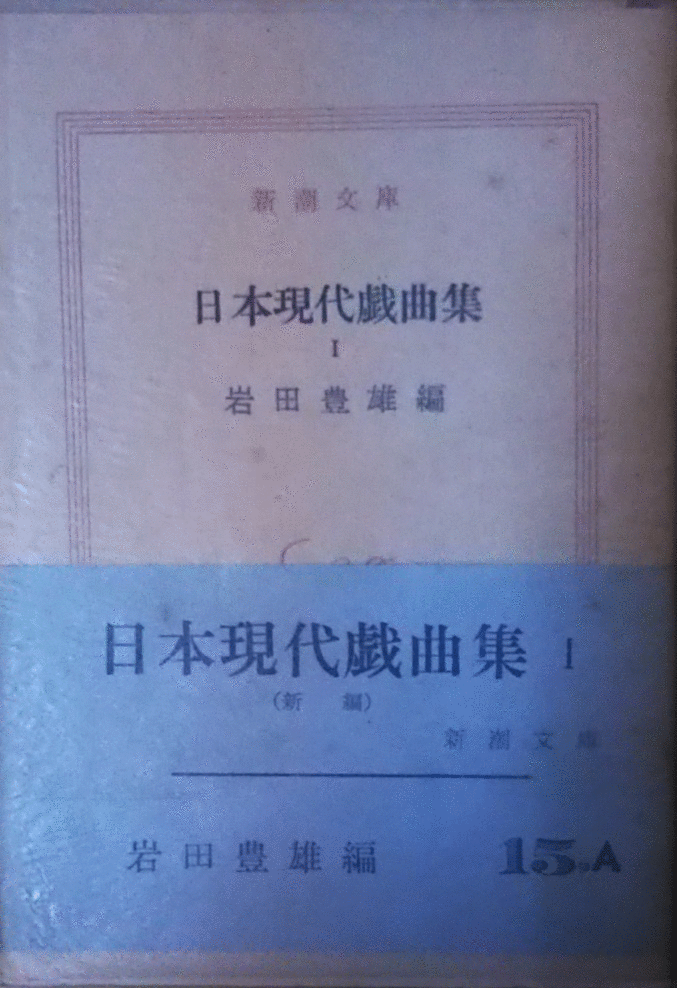 新潮文庫
日本現代戯曲集
I
岩田豊雄編
日本現代戯曲集 I
(新 編)
新潮文庫
岩田豊雄編
15.A